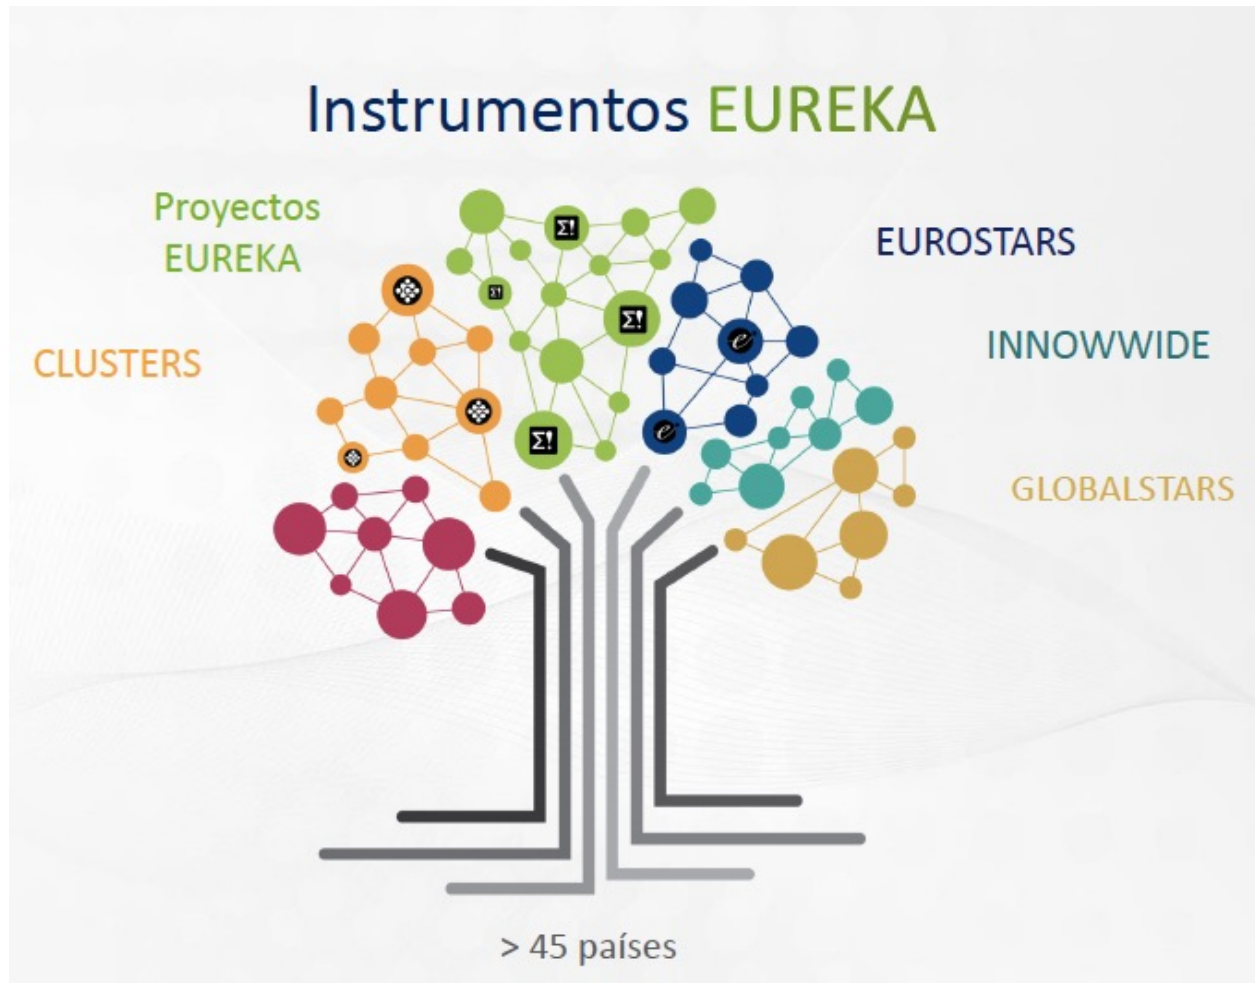 Instrumentos EUREKA
Proyectos
EUREKA
EUROSTARS
INNOWWIDE
CLUSTERS
GLOBALSTARS
Σ!
Σ!
Σ!
Σ!
e
e
> 45 países